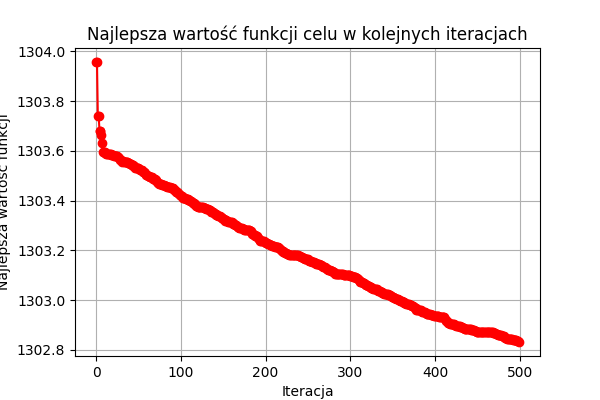 Najlepsza wartość funkcji celu w kolejnych iteracjach
1304.0
1303.8
1303.6
1303.4
1303.2
1303.0
1302.8
Najlepsza wartość funkcji
0 100 200 300 400 500
Iteracja